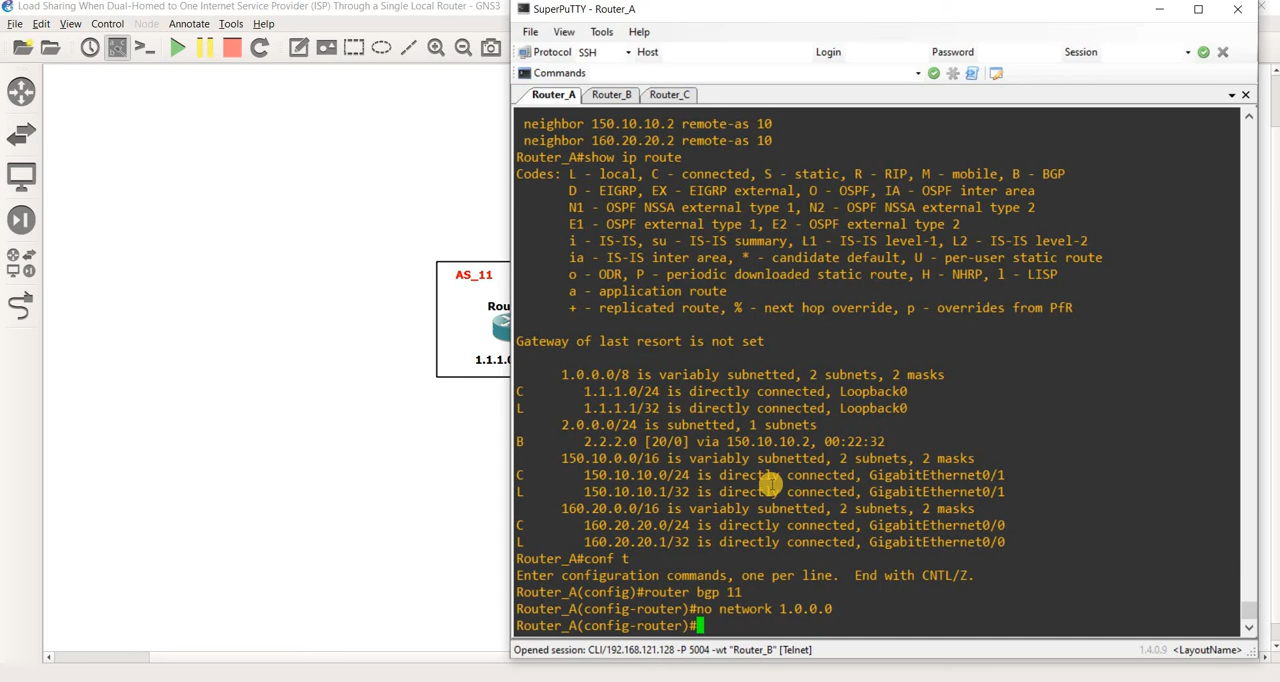 Load Sharing When Dual-Homed to One Internet Service Provider (ISP) Through a Single Local Router - GNS3
File Edit View Control Node Annotate Tools Help
AS_11
Rou
1.1.1.0
SuperPuTTY - Router_A
File View Tools Help
Protocol SSH Host Login Password Session
Commands
Router_A Router_B Router_C
neighbor 150.10.10.2 remote-as 10
neighbor 160.20.20.2 remote-as 10
Router_A#show ip route
Codes: L - local, C - connected, S - static, R - RIP, M - mobile, B - BGP
D - EIGRP, EX - EIGRP external, O - OSPF, IA - OSPF inter area
N1 - OSPF NSSA external type 1, N2 - OSPF NSSA external type 2
E1 - OSPF external type 1, E2 - OSPF external type 2
i - IS-IS, su - IS-IS summary, L1 - IS-IS level-1, L2 - IS-IS level-2
ia - IS-IS inter area, * - candidate default, U - per-user static route
o - ODR, P - periodic downloaded static route, H - NHRP, l - LISP
a - application route
+ - replicated route, % - next hop override, p - overrides from PfR
Gateway of last resort is not set
1.0.0.0/8 is variably subnetted, 2 subnets, 2 masks
C 1.1.1.0/24 is directly connected, Loopback0
L 1.1.1.1/32 is directly connected, Loopback0
2.0.0.0/24 is subnetted, 1 subnets
B 2.2.2.0 [20/0] via 150.10.10.2, 00:22:32
150.10.0.0/16 is variably subnetted, 2 subnets, 2 masks
C 150.10.10.0/24 is directly connected, GigabitEthernet0/1
L 150.10.10.1/32 is directly connected, GigabitEthernet0/1
160.20.0.0/16 is variably subnetted, 2 subnets, 2 masks
C 160.20.20.0/24 is directly connected, GigabitEthernet0/0
L 160.20.20.1/32 is directly connected, GigabitEthernet0/0
Router_A#conf t
Enter configuration commands, one per line. End with CNTL/Z.
Router_A(config)#router bgp 11
Router_A(config-router)#no network 1.0.0.0
Router_A(config-router)#
Opened session: CLI/192.168.121.128 -P 5004 -wt "Router_B" [Telnet] 1.4.0.9 <LayoutName>